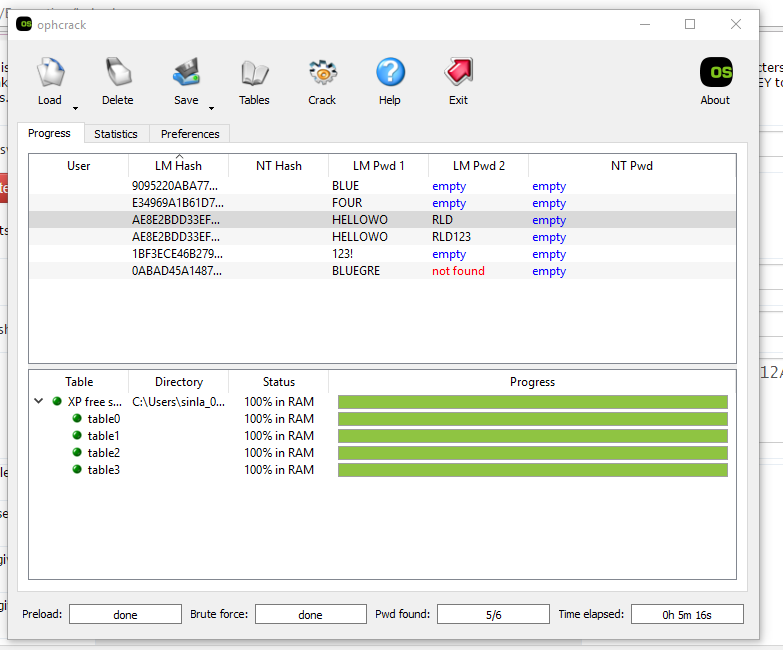 ophcrack
Load Delete Save Tables Crack Help Exit OS About
Progress Statistics Preferences
User LM Hash NT Hash LM Pwd 1 LM Pwd 2 NT Pwd
9095220ABA77... BLUE empty empty
E34969A1B61D7... FOUR empty empty
AE8E2BDD33EF... HELLOWO RLD empty
AE8E2BDD33EF... HELLOWO RLD123 empty
1BF3ECE46B279... 123! empty empty
0ABAD45A1487... BLUEGRE not found empty
Table Directory Status Progress
XP free s... C:\Users\sinla_0... 100% in RAM
table0 100% in RAM
table1 100% in RAM
table2 100% in RAM
table3 100% in RAM
Preload: done Brute force: done Pwd found: 5/6 Time elapsed: 0h 5m 16s